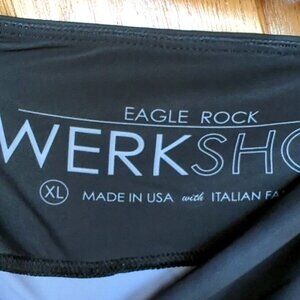 EAGLE ROCK
WERKSHO
XL MADE IN USA with ITALIAN FA